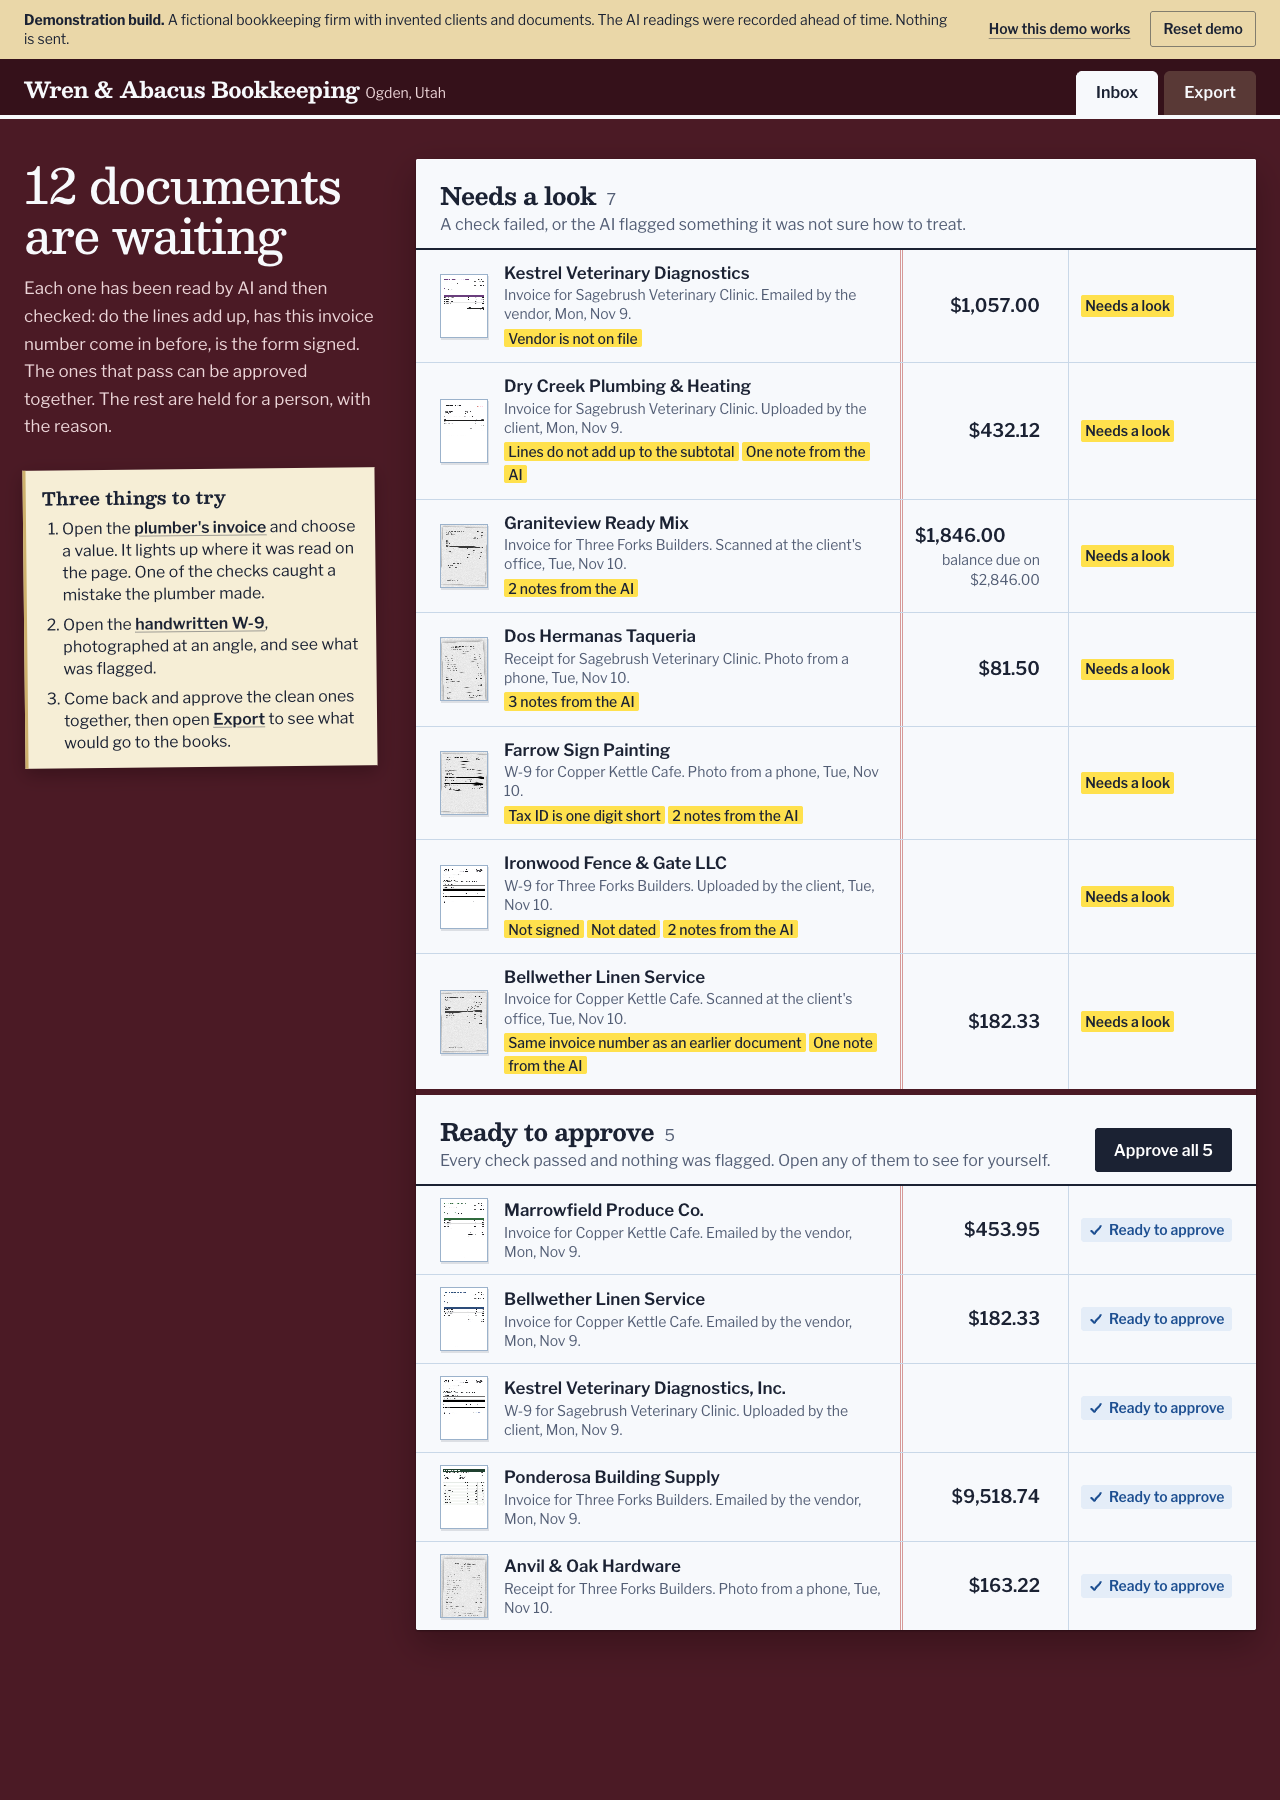 Demonstration build. A fictional bookkeeping firm with invented clients and documents. The AI readings were recorded ahead of time. Nothing
is sent.
How this demo works
Reset demo
Wren & Abacus Bookkeeping Ogden, Utah
Inbox
Export
12 documents
are waiting
Each one has been read by AI and then
checked: do the lines add up, has this invoice
number come in before, is the form signed.
The ones that pass can be approved
together. The rest are held for a person, with
the reason.
Three things to try
1. Open the plumber's invoice and choose
a value. It lights up where it was read on
the page. One of the checks caught a
mistake the plumber made.
2. Open the handwritten W-9,
photographed at an angle, and see what
was flagged.
3. Come back and approve the clean ones
together, then open Export to see what
would go to the books.
Needs a look 7
A check failed, or the AI flagged something it was not sure how to treat.
Kestrel Veterinary Diagnostics
Invoice for Sagebrush Veterinary Clinic. Emailed by the
vendor, Mon, Nov 9.
Vendor is not on file
$1,057.00
Needs a look
Dry Creek Plumbing & Heating
Invoice for Sagebrush Veterinary Clinic. Uploaded by the
client, Mon, Nov 9.
Lines do not add up to the subtotal One note from the
AI
$432.12
Needs a look
Graniteview Ready Mix
Invoice for Three Forks Builders. Scanned at the client's
office, Tue, Nov 10.
2 notes from the AI
$1,846.00
balance due on
$2,846.00
Needs a look
Dos Hermanas Taqueria
Receipt for Sagebrush Veterinary Clinic. Photo from a
phone, Tue, Nov 10.
3 notes from the AI
$81.50
Needs a look
Farrow Sign Painting
W-9 for Copper Kettle Cafe. Photo from a phone, Tue, Nov
10.
Tax ID is one digit short 2 notes from the AI
Needs a look
Ironwood Fence & Gate LLC
W-9 for Three Forks Builders. Uploaded by the client, Tue,
Nov 10.
Not signed Not dated 2 notes from the AI
Needs a look
Bellwether Linen Service
Invoice for Copper Kettle Cafe. Scanned at the client's
office, Tue, Nov 10.
Same invoice number as an earlier document One note
from the AI
$182.33
Needs a look
Ready to approve 5
Every check passed and nothing was flagged. Open any of them to see for yourself.
Approve all 5
Marrowfield Produce Co.
Invoice for Copper Kettle Cafe. Emailed by the vendor,
Mon, Nov 9.
$453.95
Ready to approve
Bellwether Linen Service
Invoice for Copper Kettle Cafe. Emailed by the vendor,
Mon, Nov 9.
$182.33
Ready to approve
Kestrel Veterinary Diagnostics, Inc.
W-9 for Sagebrush Veterinary Clinic. Uploaded by the
client, Mon, Nov 9.
Ready to approve
Ponderosa Building Supply
Invoice for Three Forks Builders. Emailed by the vendor,
Mon, Nov 9.
$9,518.74
Ready to approve
Anvil & Oak Hardware
Receipt for Three Forks Builders. Photo from a phone, Tue,
Nov 10.
$163.22
Ready to approve